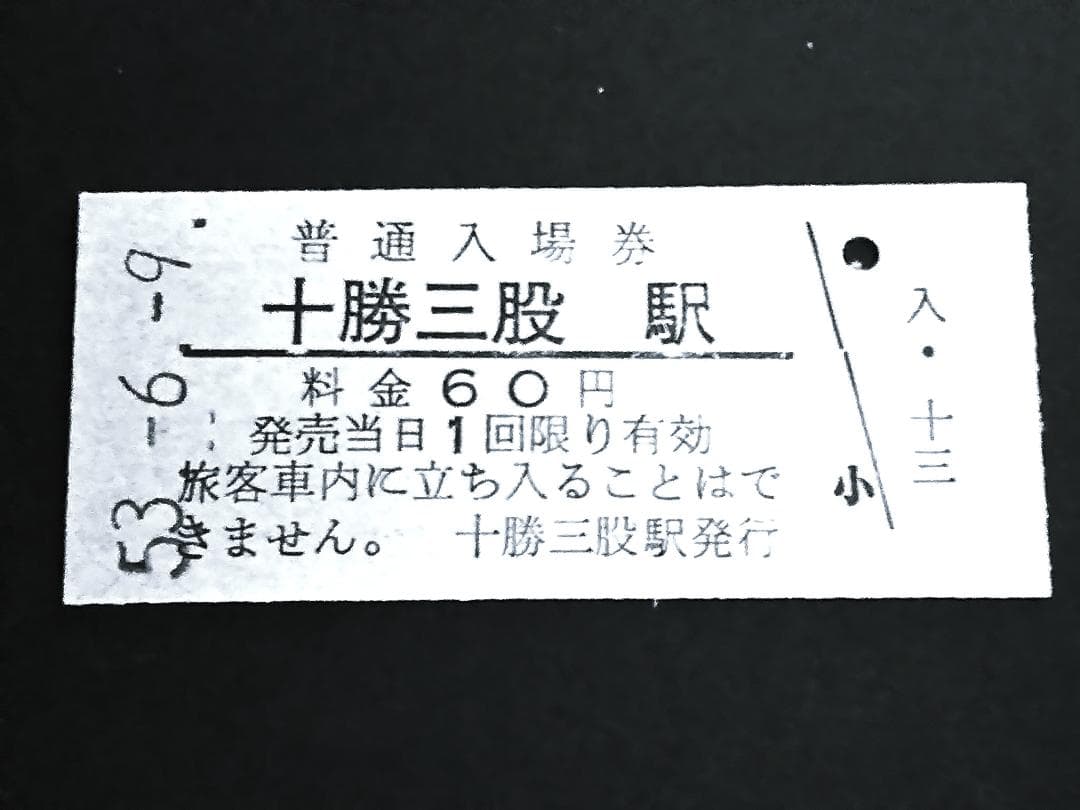 普通入場券
十勝三股 駅
料金60円
発売当日1回限り有効
旅客車内に立ち入ることはで
きません。 十勝三股駅発行
53.-6.-9
小
入・十三